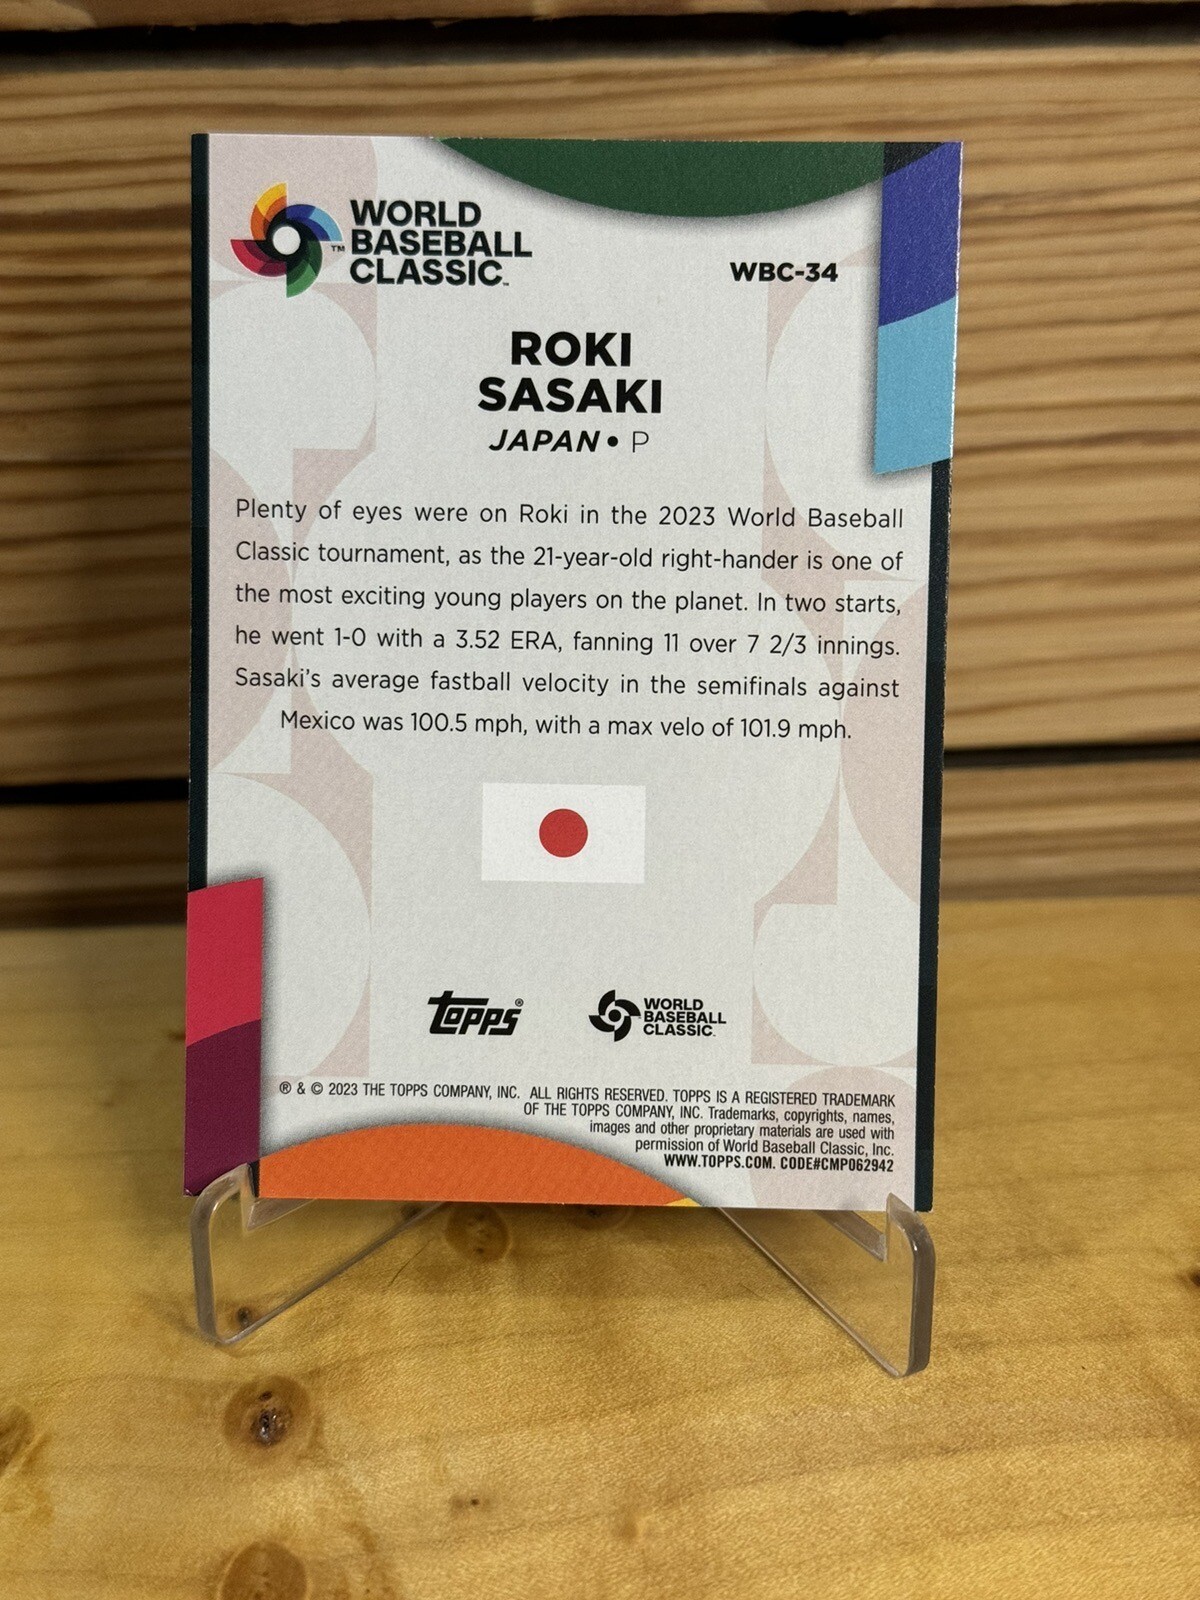 WORLD
BASEBALL
CLASSIC™
™
WBC-34
ROKI
SASAKI
JAPAN • P
Plenty of eyes were on Roki in the 2023 World Baseball
Classic tournament, as the 21-year-old right-hander is one of
the most exciting young players on the planet. In two starts,
he went 1-0 with a 3.52 ERA, fanning 11 over 7 2/3 innings.
Sasaki's average fastball velocity in the semifinals against
Mexico was 100.5 mph, with a max velo of 101.9 mph.
Topps®
WORLD
BASEBALL
CLASSIC
® & © 2023 THE TOPPS COMPANY, INC. ALL RIGHTS RESERVED. TOPPS IS A REGISTERED TRADEMARK
OF THE TOPPS COMPANY, INC. Trademarks, copyrights, names,
images and other proprietary materials are used with
permission of World Baseball Classic, Inc.
WWW.TOPPS.COM. CODE#CMP062942